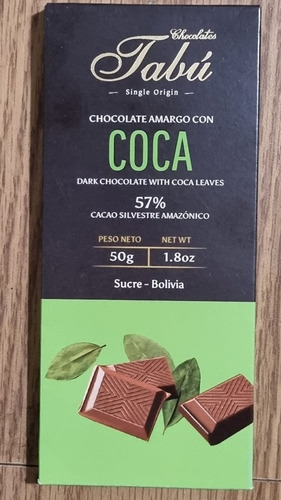 Chocolates
Tabú
Single Origin
CHOCOLATE AMARGO CON
COCA
DARK CHOCOLATE WITH COCA LEAVES
57%
CACAO SILVESTRE AMAZÓNICO
PESO NETO NET WT
50g 1.8oz
Sucre - Bolivia